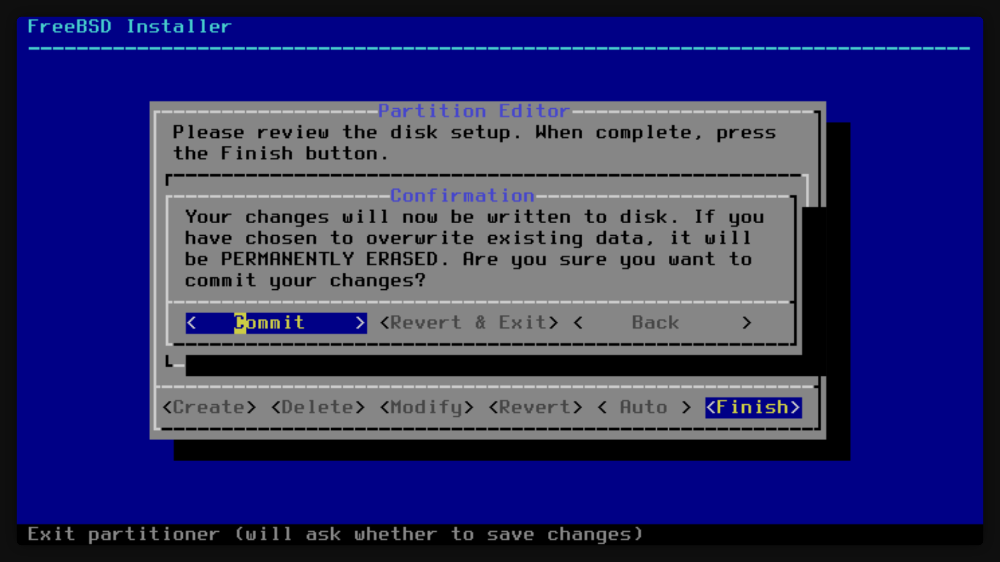 FreeBSD Installer
Partition Editor
Please review the disk setup. When complete, press
the Finish button.
Confirmation
Your changes will now be written to disk. If you
have chosen to overwrite existing data, it will
be PERMANENTLY ERASED. Are you sure you want to
commit your changes?
< Commit > <Revert & Exit> < Back >
<Create> <Delete> <Modify> <Revert> < Auto > <Finish>
Exit partitioner (will ask whether to save changes)